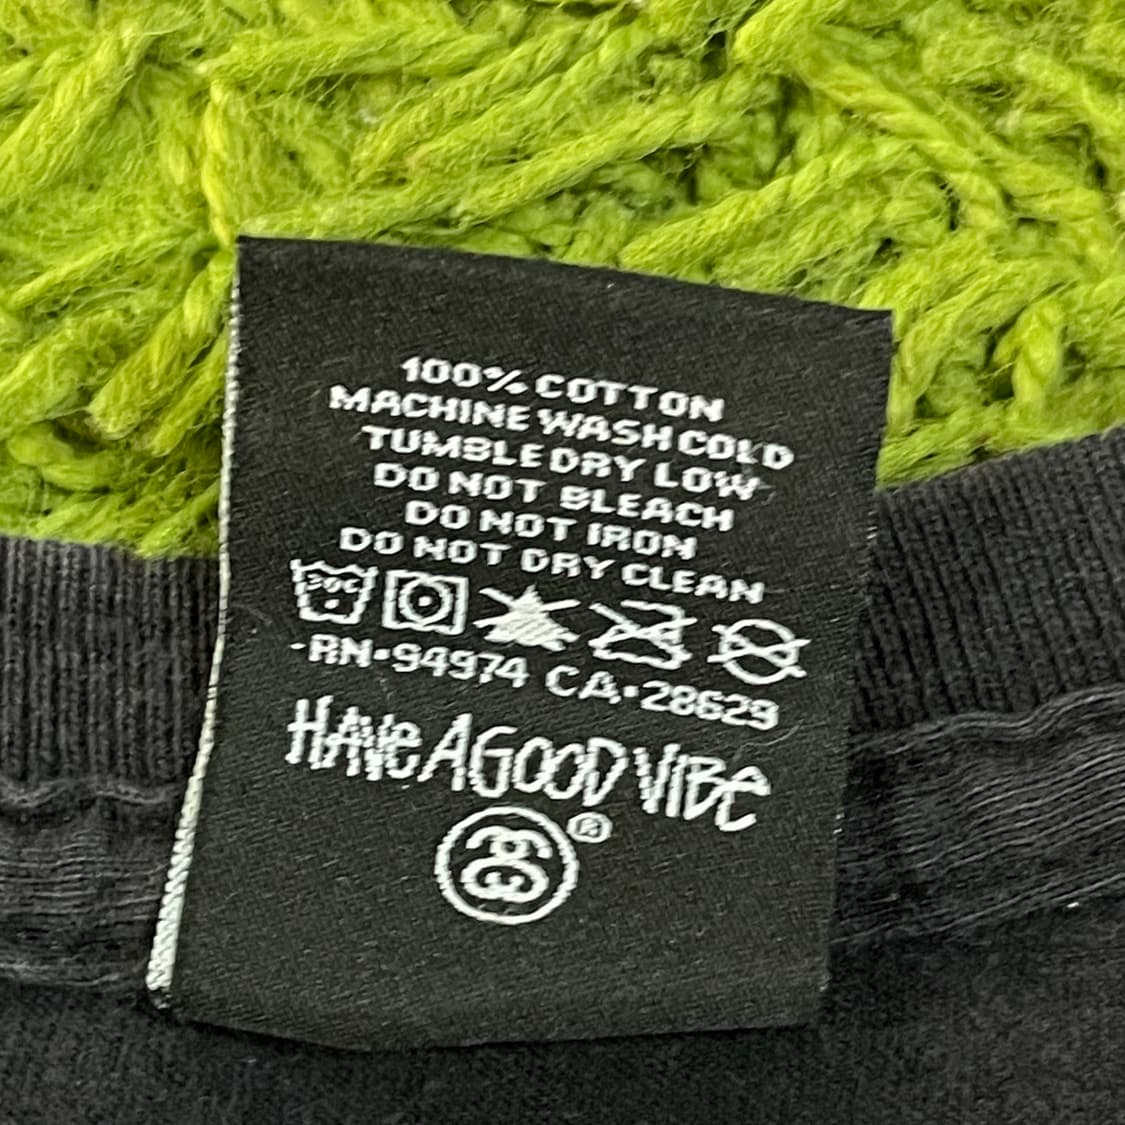 100% COTTON
MACHINE WASH COLD
TUMBLE DRY LOW
DO NOT BLEACH
DO NOT IRON
DO NOT DRY CLEAN
30C
-RN•94974 CA•28629
HAVE A GOOD VIBE
®